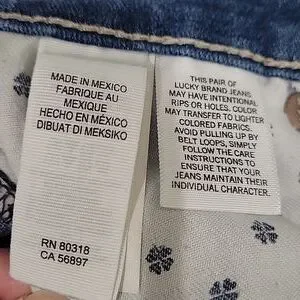 MADE IN MEXICO
FABRIQUE AU
MEXIQUE
HECHO EN MÉXICO
DIBUAT DI MEKSIKO
RN 80318
CA 56897
THIS PAIR OF
LUCKY BRAND JEANS
MAY HAVE INTENTIONAL
RIPS OR HOLES. COLOR
MAY TRANSFER TO LIGHTER
COLORED FABRICS.
AVOID PULLING UP BY
BELT LOOPS, SIMPLY
FOLLOW THE CARE
INSTRUCTIONS TO
ENSURE THAT YOUR
JEANS MAINTAIN THEIR
INDIVIDUAL CHARACTER.